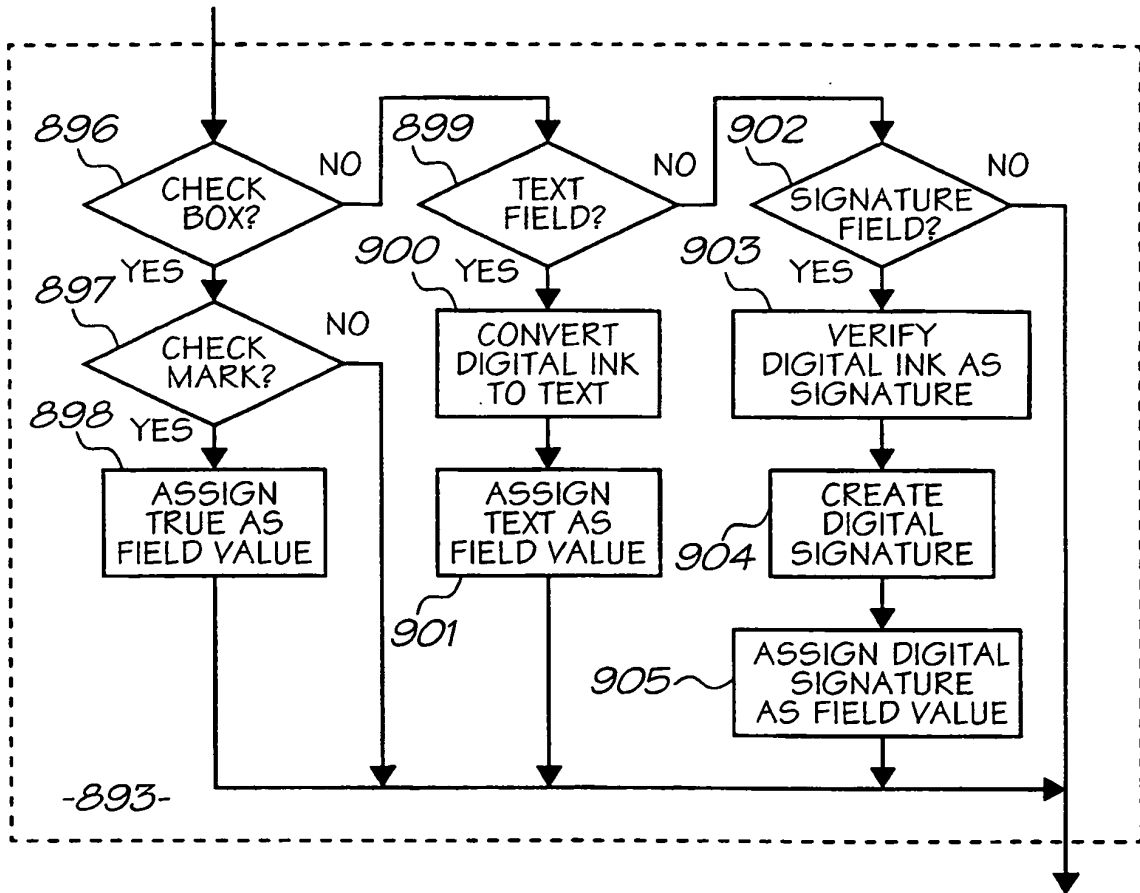 896
CHECK
BOX?
NO
YES
897
CHECK
MARK?
NO
YES
898
ASSIGN
TRUE AS
FIELD VALUE
899
TEXT
FIELD?
NO
YES
900
CONVERT
DIGITAL INK
TO TEXT
ASSIGN
TEXT AS
FIELD VALUE
901
902
SIGNATURE
FIELD?
NO
YES
903
VERIFY
DIGITAL INK AS
SIGNATURE
CREATE
DIGITAL
SIGNATURE
904
ASSIGN DIGITAL
SIGNATURE
AS FIELD VALUE
905
-893-